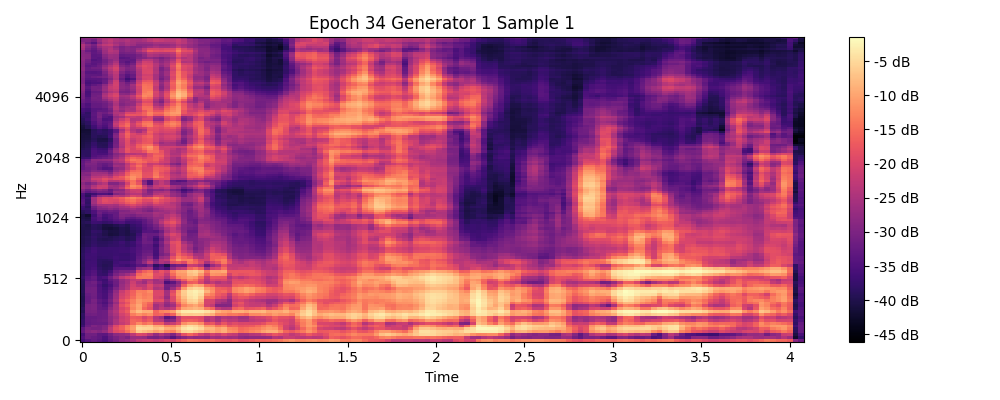 Epoch 34 Generator 1 Sample 1
Hz
4096
2048
1024
512
0
0 0.5 1 1.5 2 2.5 3 3.5 4
Time
-5 dB
-10 dB
-15 dB
-20 dB
-25 dB
-30 dB
-35 dB
-40 dB
-45 dB